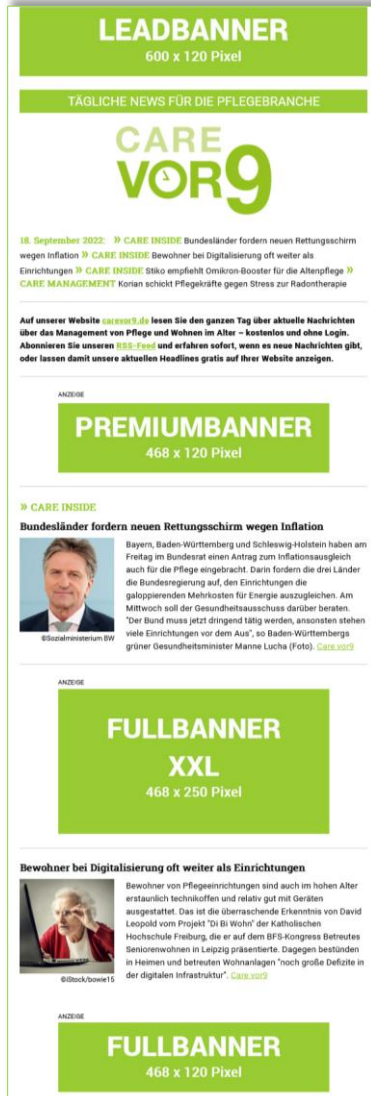 LEADBANNER
600 x 120 Pixel
TÄGLICHE NEWS FÜR DIE PFLEGEBRANCHE
CARE
VOR9
18. September 2022: » CARE INSIDE Bundesländer fordern neuen Rettungsschirm
wegen Inflation » CARE INSIDE Bewohner bei Digitalisierung oft weiter als
Einrichtungen » CARE INSIDE Stiko empfiehlt Omikron-Booster für die Altenpflege »
CARE MANAGEMENT Korian schickt Pflegekräfte gegen Stress zur Radontherapie
Auf unserer Website carevor9.de lesen Sie den ganzen Tag über aktuelle Nachrichten
über das Management von Pflege und Wohnen im Alter – kostenlos und ohne Login.
Abonnieren Sie unseren RSS-Feed und erfahren sofort, wenn es neue Nachrichten gibt,
oder lassen damit unsere aktuellen Headlines gratis auf Ihrer Website anzeigen.
ANZEIGE
PREMIUMBANNER
468 x 120 Pixel
» CARE INSIDE
Bundesländer fordern neuen Rettungsschirm wegen Inflation
Bayern, Baden-Württemberg und Schleswig-Holstein haben am
Freitag im Bundesrat einen Antrag zum Inflationsausgleich
auch für die Pflege eingebracht. Darin fordern die drei Länder
die Bundesregierung auf, den Einrichtungen die
galoppierenden Mehrkosten für Energie auszugleichen. Am
Mittwoch soll der Gesundheitsausschuss darüber beraten.
"Der Bund muss jetzt dringend tätig werden, ansonsten stehen
viele Einrichtungen vor dem Aus", so Baden-Württembergs
grüner Gesundheitsminister Manne Lucha (Foto). Care vor9
©Sozialministerium BW
ANZEIGE
FULLBANNER
XXL
468 x 250 Pixel
Bewohner bei Digitalisierung oft weiter als Einrichtungen
Bewohner von Pflegeeinrichtungen sind auch im hohen Alter
erstaunlich technikoffen und relativ gut mit Geräten
ausgestattet. Das ist die überraschende Erkenntnis von David
Leopold vom Projekt "Di Bi Wohn" der Katholischen
Hochschule Freiburg, die er auf dem BFS-Kongress Betreutes
Seniorenwohnen in Leipzig präsentierte. Dagegen bestünden
in Heimen und betreuten Wohnanlagen "noch große Defizite in
der digitalen Infrastruktur". Care vor9
©iStock/bowie15
ANZEIGE
FULLBANNER
468 x 120 Pixel